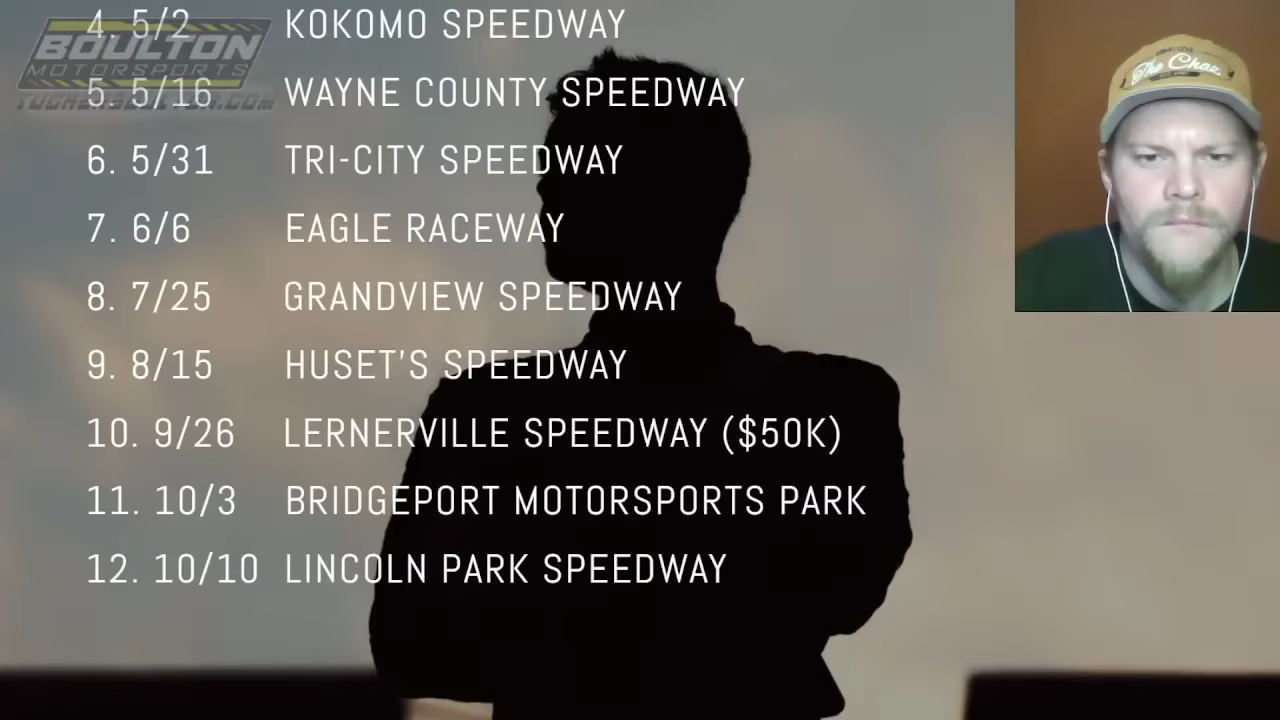 4. 5/2 KOKOMO SPEEDWAY
BOULTON
MOTORSPORTS
5. 5/16 WAYNE COUNTY SPEEDWAY
6. 5/31 TRI-CITY SPEEDWAY
7. 6/6 EAGLE RACEWAY
8. 7/25 GRANDVIEW SPEEDWAY
9. 8/15 HUSET'S SPEEDWAY
10. 9/26 LERNERVILLE SPEEDWAY ($50K)
11. 10/3 BRIDGEPORT MOTORSPORTS PARK
12. 10/10 LINCOLN PARK SPEEDWAY
The Chaz